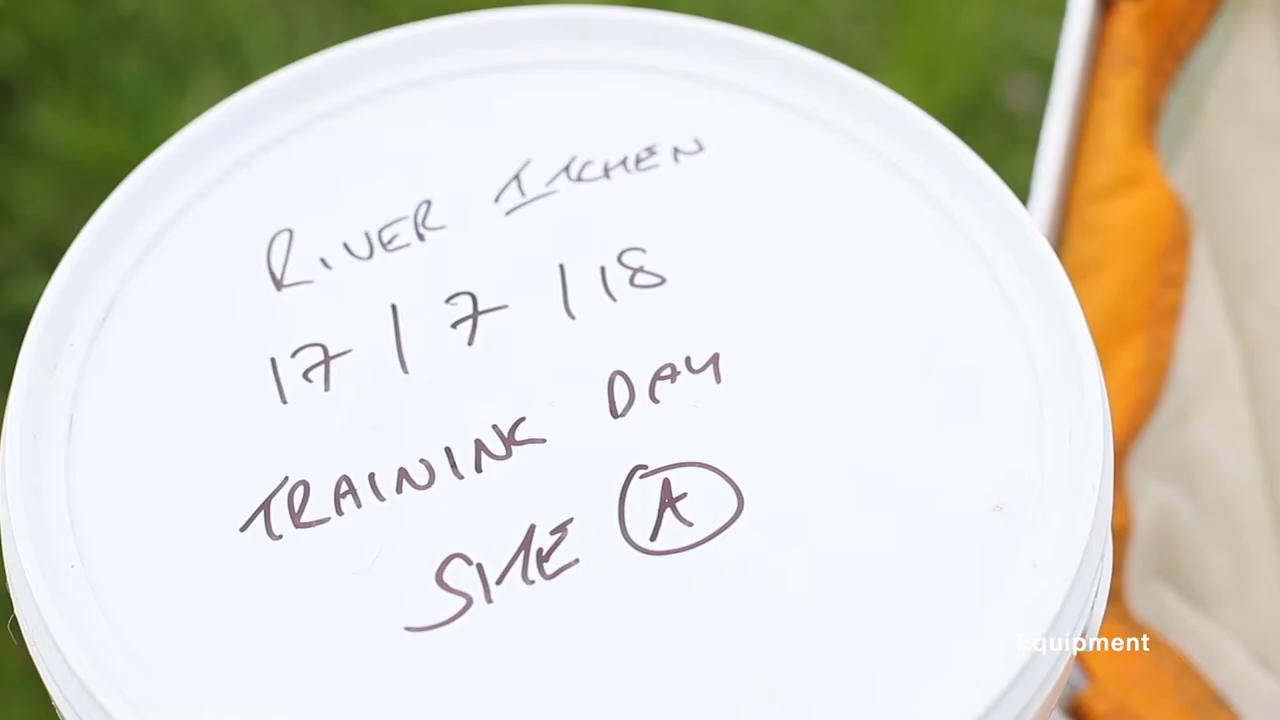 RIVER ITCHEN
17/7/18
TRAINING DAY
SITE A
Equipment